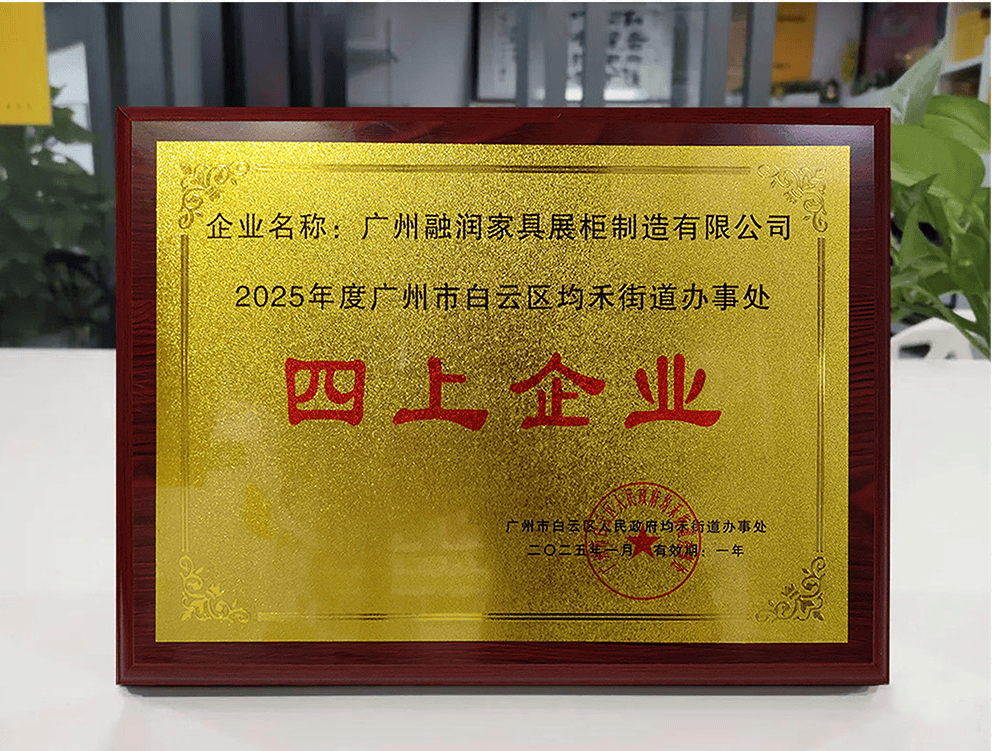 企业名称：广州融润家具展柜制造有限公司
2025年度广州市白云区均禾街道办事处
四上企业
广州市白云区人民政府均禾街道办事处
二〇二五年一月 有效期：一年